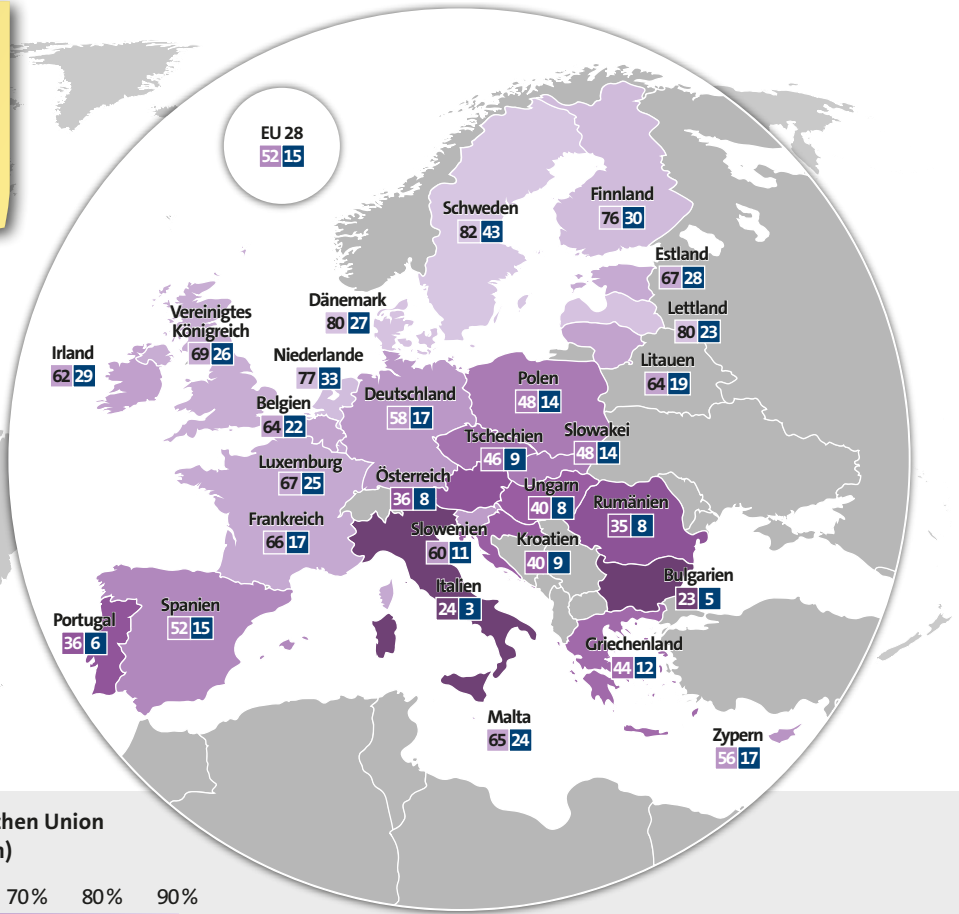 EU 28
52 15
Schweden
82 43
Finnland
76 30
Estland
67 28
Lettland
80 23
Litauen
64 19
Dänemark
80 27
Vereinigtes
Königreich
69 26
Irland
62 29
Niederlande
77 33
Belgien
64 22
Deutschland
58 17
Polen
48 14
Tschechien
46 9
Slowakei
48 14
Luxemburg
67 25
Österreich
36 8
Ungarn
40 8
Rumänien
35 8
Frankreich
66 17
Slowenien
60 11
Kroatien
40 9
Italien
24 3
Bulgarien
23 5
Portugal
36 6
Spanien
52 15
Griechenland
44 12
Malta
65 24
Zypern
56 17
chen Union
n)
70% 80% 90%